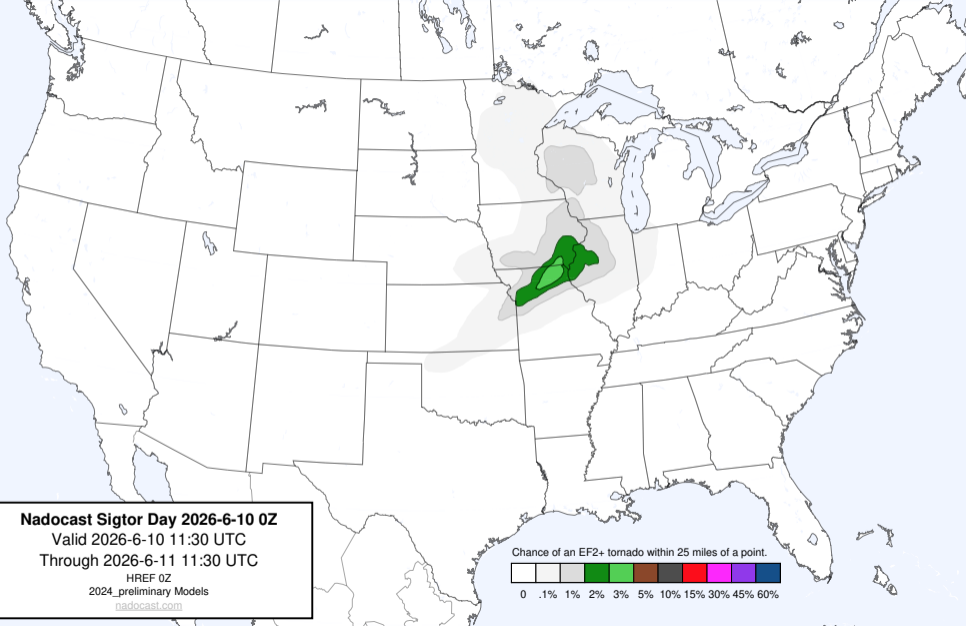 Chance of an EF2+ tornado within 25 miles of a point.
0 .1% 1% 2% 3% 5% 10% 15% 30% 45% 60%
Nadocast Sigtor Day 2026-6-10 0Z
Valid 2026-6-10 11:30 UTC
Through 2026-6-11 11:30 UTC
HREF 0Z
2024_preliminary Models
nadocast.com